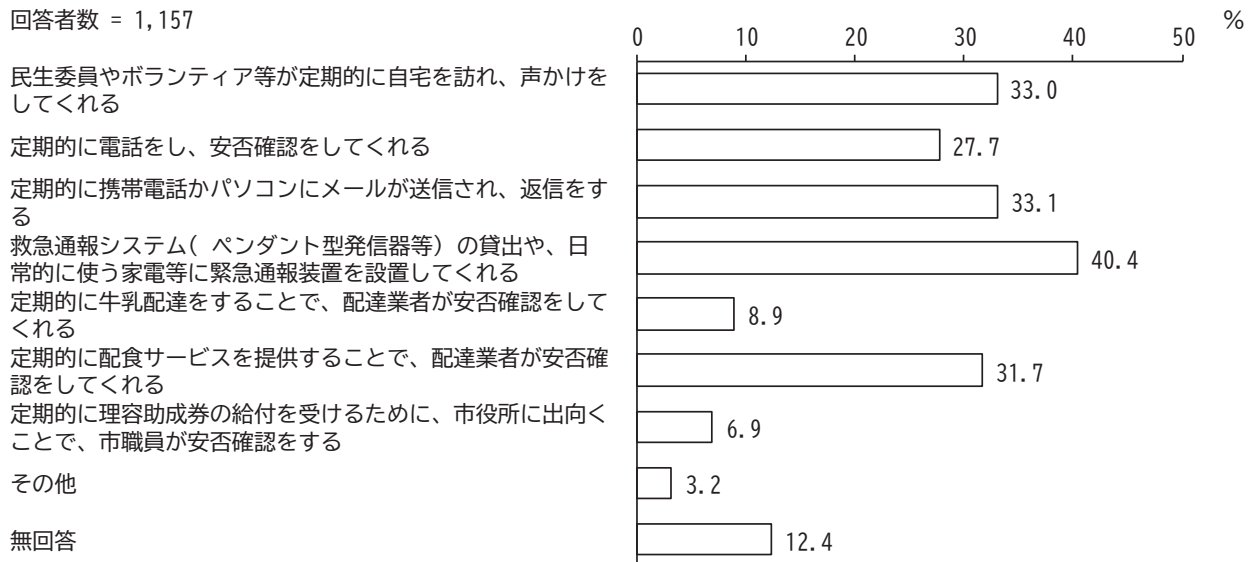 回答者数 = 1,157
%
0 10 20 30 40 50
民生委員やボランティア等が定期的に自宅を訪れ、声かけを
してくれる
33.0
定期的に電話をし、安否確認をしてくれる
27.7
定期的に携帯電話かパソコンにメールが送信され、返信をす
る
33.1
救急通報システム( ペンダント型発信器等) の貸出や、日
常的に使う家電等に緊急通報装置を設置してくれる
40.4
定期的に牛乳配達をすることで、配達業者が安否確認をして
くれる
8.9
定期的に配食サービスを提供することで、配達業者が安否確
認をしてくれる
31.7
定期的に理容助成券の給付を受けるために、市役所に出向く
ことで、市職員が安否確認をする
6.9
その他
3.2
無回答
12.4